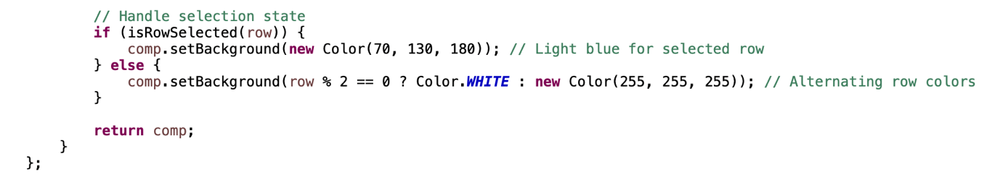 // Handle selection state
if (isRowSelected(row)) {
comp.setBackground(new Color(70, 130, 180)); // Light blue for selected row
} else {
comp.setBackground(row % 2 == 0 ? Color.WHITE : new Color(255, 255, 255)); // Alternating row colors
}
return comp;
}
};